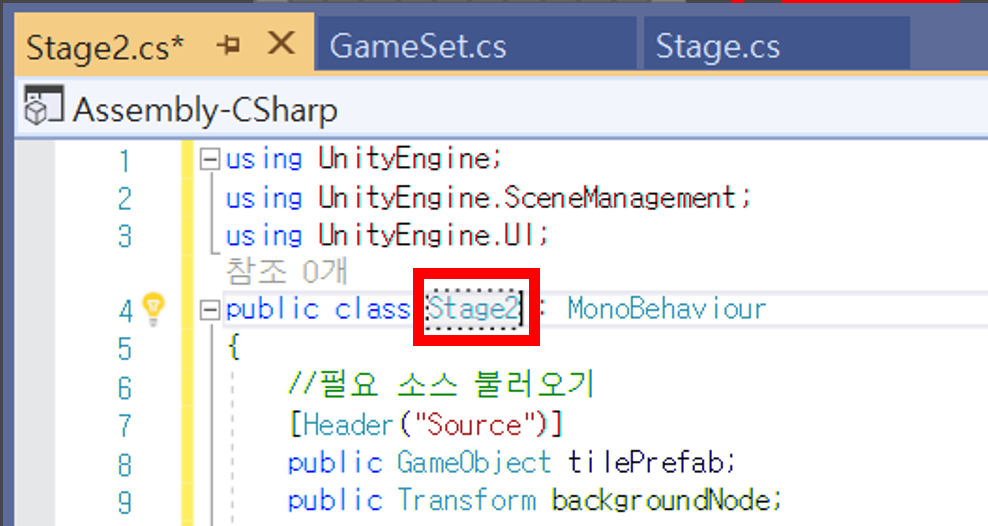 Stage2.cs* GameSet.cs Stage.cs
Assembly-CSharp
1 using UnityEngine;
2 using UnityEngine.SceneManagement;
3 using UnityEngine.UI;
참조 0개
4 public class Stage2 : MonoBehaviour
5 {
6 //필요 소스 불러오기
7 [Header("Source")]
8 public GameObject tilePrefab;
9 public Transform backgroundNode;